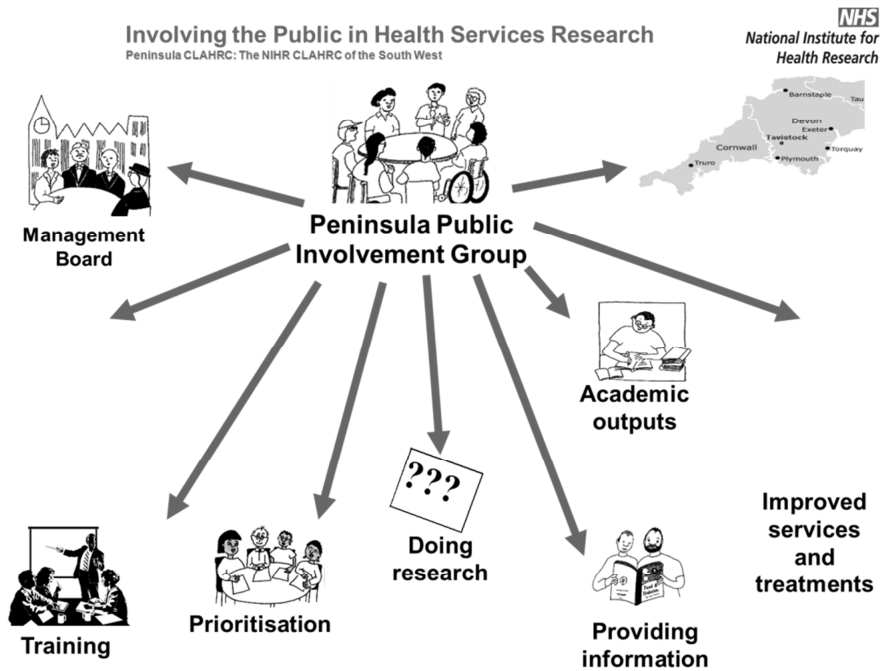 Involving the Public in Health Services Research
Peninsula CLAHRC: The NIHR CLAHRC of the South West
NHS
National Institute for
Health Research
Barnstaple
Tau
Devon
Exeter
Tavistock
Cornwall
Torquay
Plymouth
Truro
Peninsula Public
Involvement Group
Management
Board
Academic
outputs
???
Doing
research
Improved
services
and
treatments
Training
Prioritisation
Providing
information